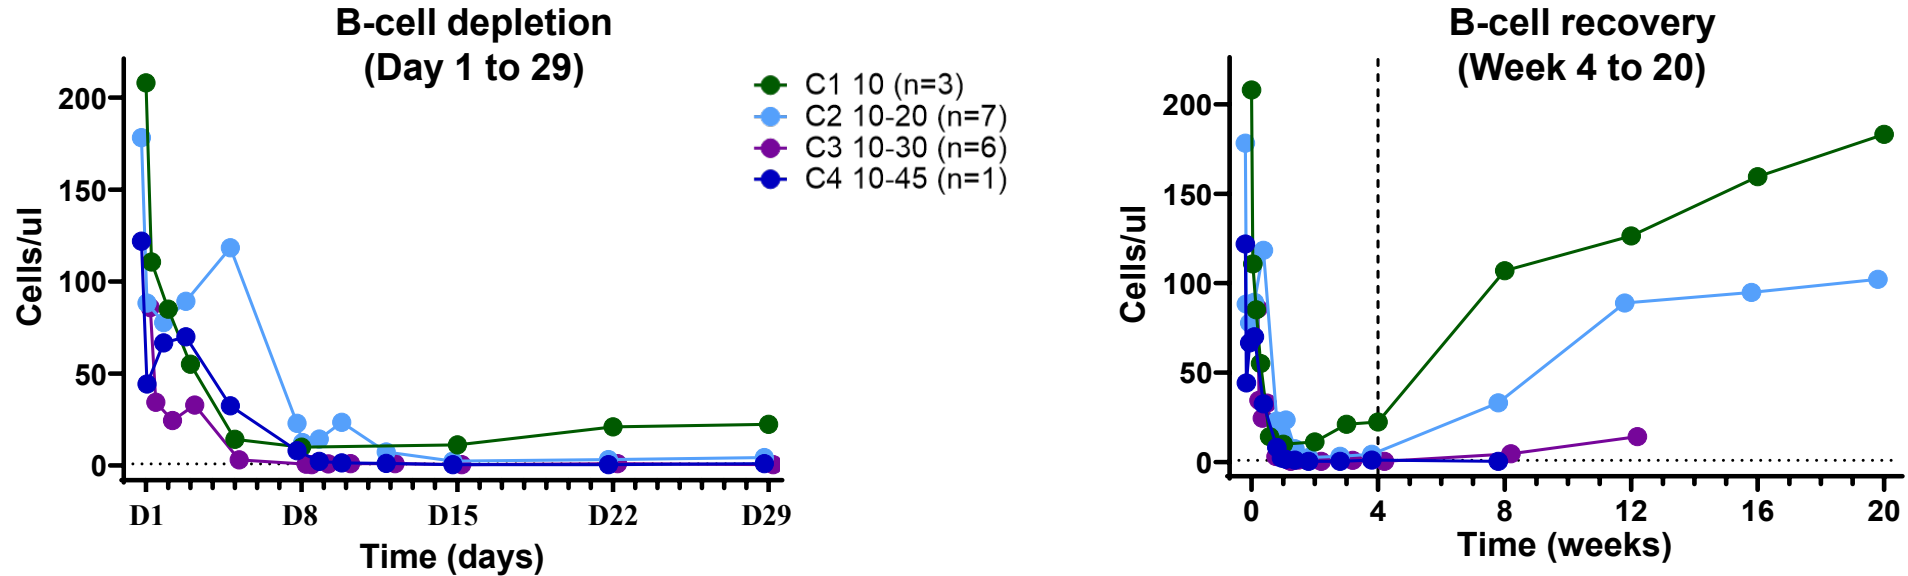 B-cell depletion
(Day 1 to 29)
Cells/ul
200
150
100
50
0
D1 D8 D15 D22 D29
Time (days)
C1 10 (n=3)
C2 10-20 (n=7)
C3 10-30 (n=6)
C4 10-45 (n=1)
B-cell recovery
(Week 4 to 20)
Cells/ul
200
150
100
50
0
0 4 8 12 16 20
Time (weeks)